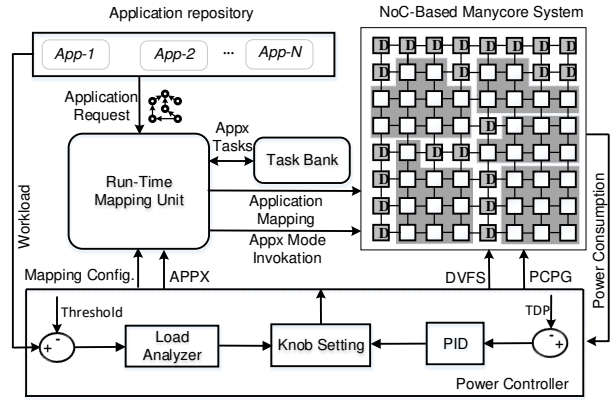 Application repository
NoC-Based Manycore System
App-1
App-2
...
App-N
D D D D D D D D
D D D
D
D D D D
D D
D D
D D
Application
Request
Appx
Tasks
Task Bank
Run-Time
Mapping Unit
Application
Mapping
Appx Mode
Invokation
Workload
Power Consumption
Mapping Config.
APPX
DVFS
PCPG
Threshold
TDP
-
+
Load
Analyzer
Knob Setting
PID
-
+
Power Controller